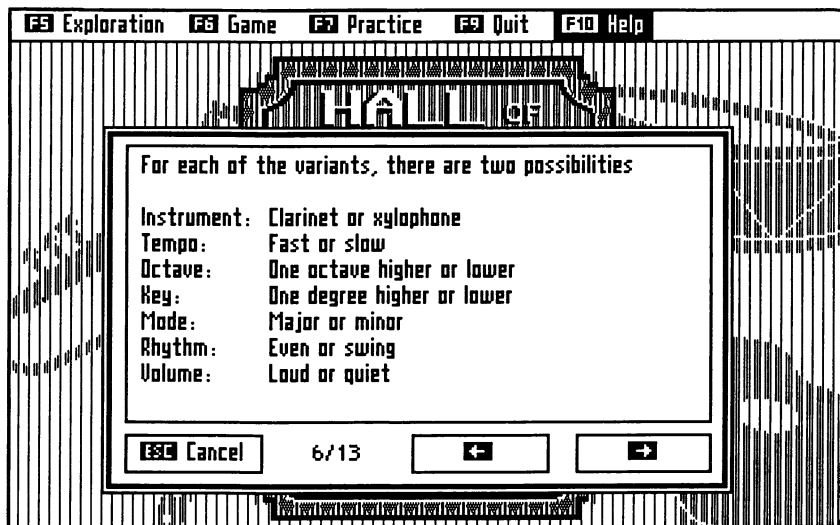 F5 Exploration F6 Game F7 Practice F9 Quit F10 Help
HALL OF
For each of the variants, there are two possibilities
Instrument: Clarinet or xylophone
Tempo: Fast or slow
Octave: One octave higher or lower
Key: One degree higher or lower
Mode: Major or minor
Rhythm: Even or swing
Volume: Loud or quiet
ESC Cancel 6/13 ← →